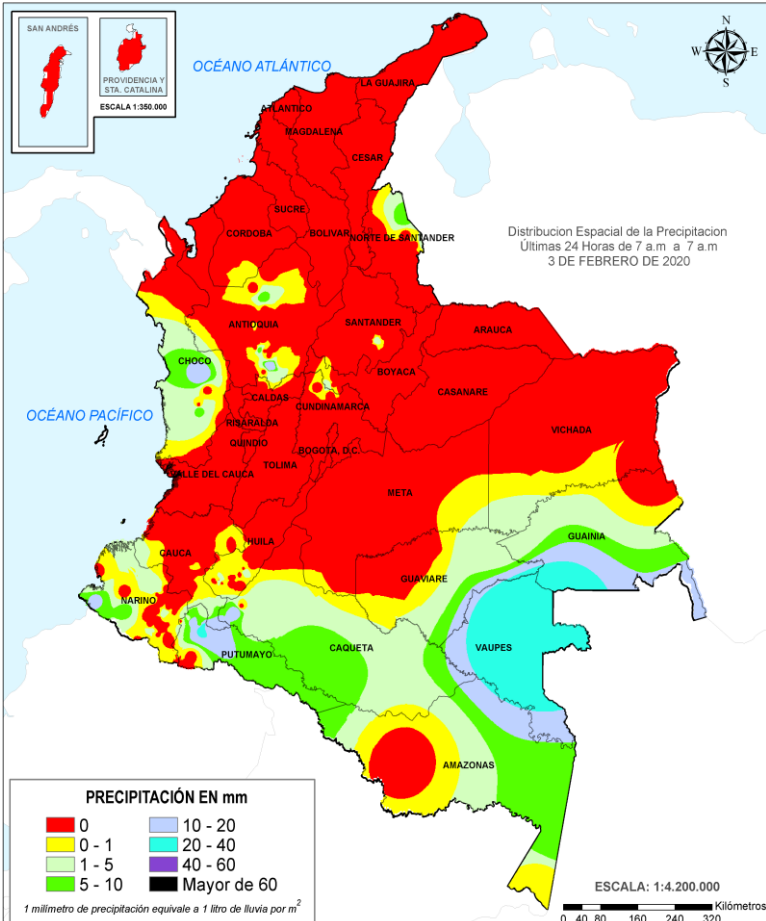 SAN ANDRÉS
PROVIDENCIA Y
STA. CATALINA
ESCALA 1:350.000
OCÉANO ATLÁNTICO
N
W E
S
LA GUAJIRA
ATLANTICO
MAGDALENA
CESAR
SUCRE
CORDOBA
BOLIVAR
NORTE DE SANTANDER
Distribucion Espacial de la Precipitacion
Últimas 24 Horas de 7 a.m a 7 a.m
3 DE FEBRERO DE 2020
ANTIOQUIA
SANTANDER
ARAUCA
CHOCO
BOYACA
CASANARE
CALDAS
CUNDINAMARCA
OCÉANO PACÍFICO
RISARALDA
VICHADA
QUINDIO
BOGOTA, D.C.
TOLIMA
VALLE DEL CAUCA
META
GUAINIA
HUILA
CAUCA
GUAVIARE
NARINO
CAQUETA
VAUPES
PUTUMAYO
AMAZONAS
PRECIPITACIÓN EN mm
0
0 - 1
1 - 5
5 - 10
10 - 20
20 - 40
40 - 60
Mayor de 60
1 milímetro de precipitación equivale a 1 litro de lluvia por m2
ESCALA: 1:4.200.000
Kilómetros
0 40 80 160 240 320